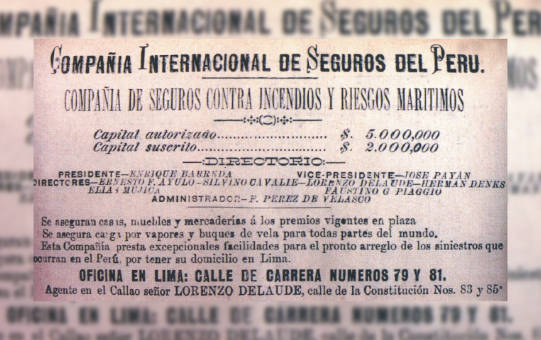 COMPAÑIA INTERNACIONAL DE SEGUROS DEL PERU.
COMPAÑIA DE SEGUROS CONTRA INCENDIOS Y RIESGOS MARITIMOS
Capital autorizado........................... $. 5.000,000
Capital suscrito................................ $. 2.000,000
DIRECTORIO:
PRESIDENTE—ENRIQUE BARREDA VICE-PRESIDENTE—JOSE PAYAN
DIRECTORES—ERNESTO F. AYULO—SILVINO CAVALIE—LORENZO DELAUDE—HERMAN DENKS
ELIAS MUJICA FAUSTINO G PIAGGIO
ADMINISTRADOR—F. PEREZ DE VELASCO
Se aseguran casas, muebles y mercaderías á los premios vigentes en plaza
Se asegura carga por vapores y buques de vela para todas partes del mundo.
Esta Compañia presta excepcionales facilidades para el pronto arreglo de los siniestros que
ocurran en el Perú, por tener su domicilio en Lima.
OFICINA EN LIMA: CALLE DE CARRERA NUMEROS 79 Y 81.
Agente en el Callao señor LORENZO DELAUDE, calle de la Constitución Nos. 83 y 85